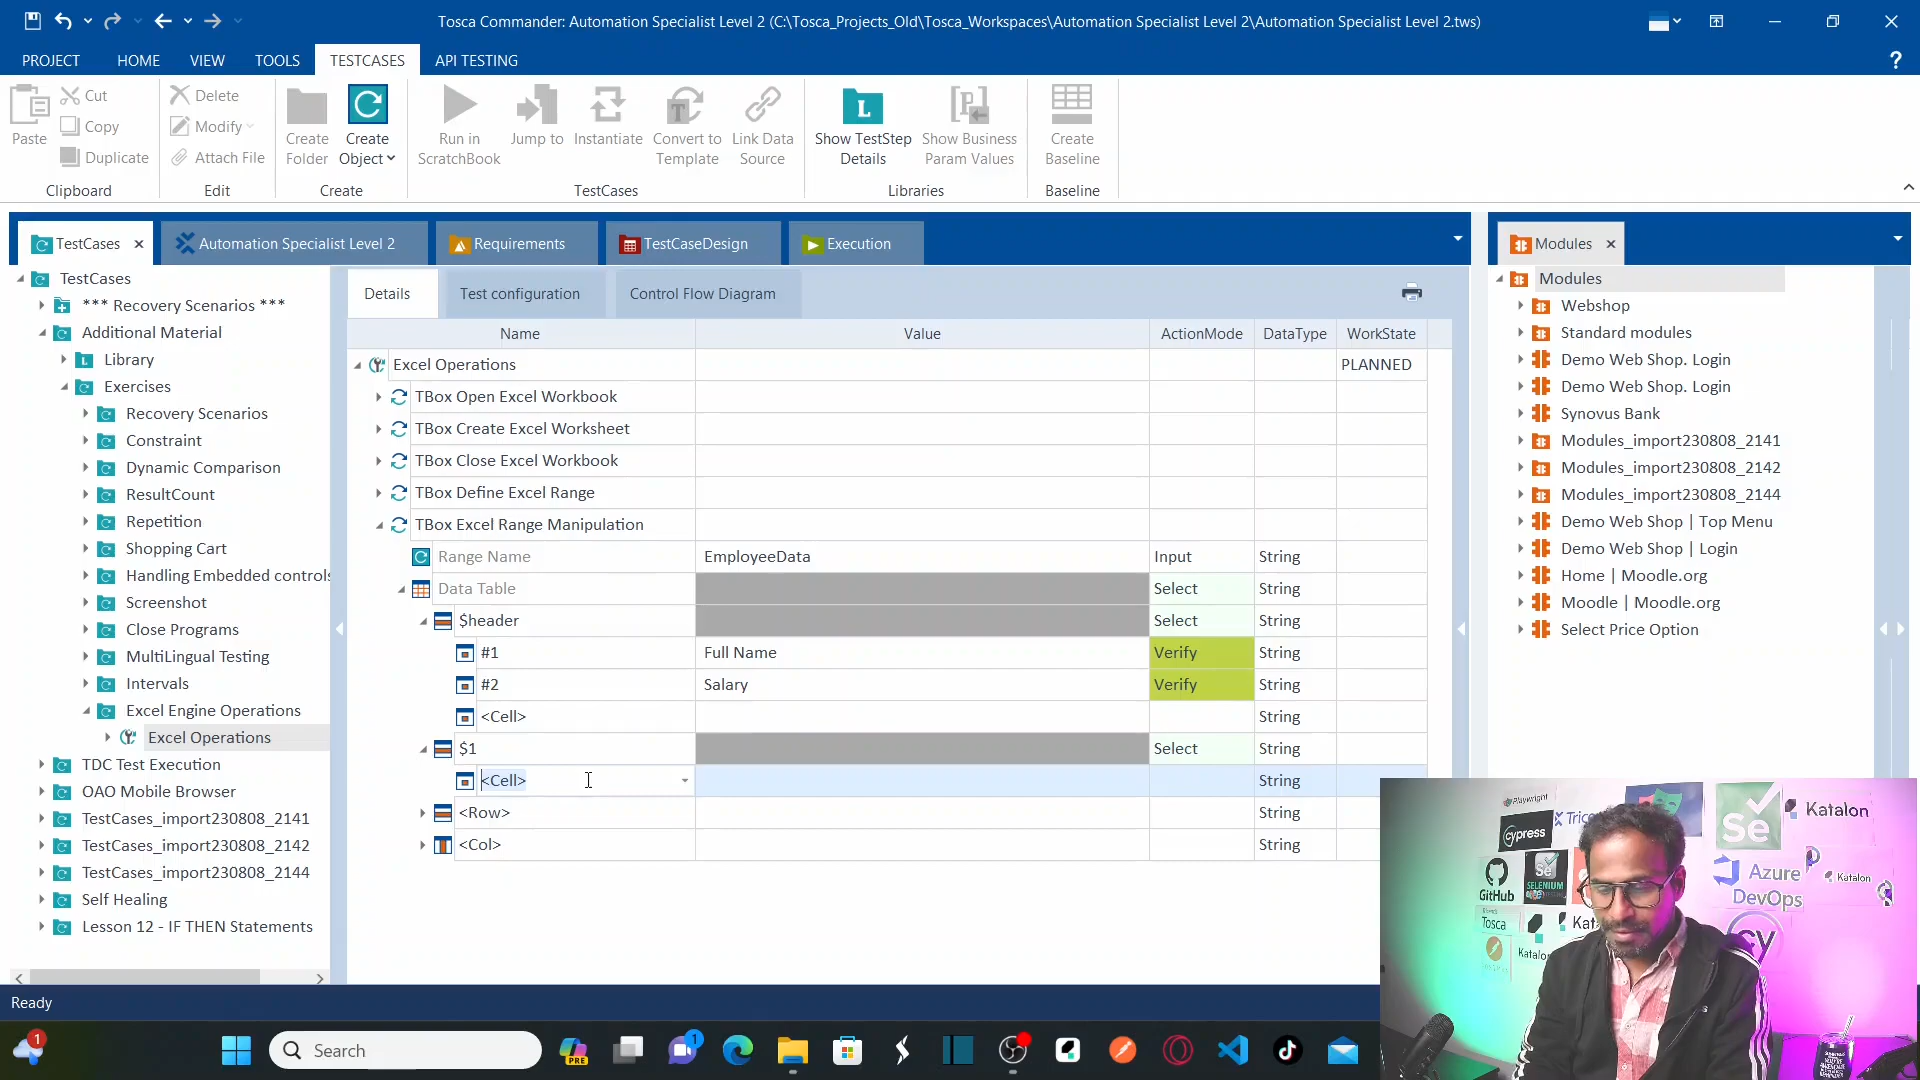 Tosca Commander: Automation Specialist Level 2 (C:\Tosca_Projects_Old\Tosca_Workspaces\Automation Specialist Level 2\Automation Specialist Level 2.tws)
PROJECT HOME VIEW TOOLS TESTCASES API TESTING ?
Paste Cut Copy Duplicate
Clipboard
Delete Modify Attach File
Edit
Create Folder Create Object
Create
Run in ScratchBook Jump to Instantiate Convert to Template Link Data Source
TestCases
Show TestStep Details Show Business Param Values
Libraries
Create Baseline
Baseline
TestCases Automation Specialist Level 2 Requirements TestCaseDesign Execution
TestCases
*** Recovery Scenarios ***
Additional Material
Library
Exercises
Recovery Scenarios
Constraint
Dynamic Comparison
ResultCount
Repetition
Shopping Cart
Handling Embedded controls
Screenshot
Close Programs
MultiLingual Testing
Intervals
Excel Engine Operations
Excel Operations
TDC Test Execution
OAO Mobile Browser
TestCases_import230808_2141
TestCases_import230808_2142
TestCases_import230808_2144
Self Healing
Lesson 12 - IF THEN Statements
Details Test configuration Control Flow Diagram
Name Value ActionMode DataType WorkState
Excel Operations PLANNED
TBox Open Excel Workbook
TBox Create Excel Worksheet
TBox Close Excel Workbook
TBox Define Excel Range
TBox Excel Range Manipulation
Range Name EmployeeData Input String
Data Table Select String
$header Select String
#1 Full Name Verify String
#2 Salary Verify String
<Cell> String
$1 Select String
<Cell> String
<Row> String
<Col> String
Modules
Modules
Webshop
Standard modules
Demo Web Shop. Login
Demo Web Shop. Login
Synovus Bank
Modules_import230808_2141
Modules_import230808_2142
Modules_import230808_2144
Demo Web Shop | Top Menu
Demo Web Shop | Login
Home | Moodle.org
Moodle | Moodle.org
Select Price Option
Playwright
cypress
Se
Katalon
GitHub
SELENIUM
Azure DevOps
Katalon
Tosca
cy
Ready
1
Search
PRE
1